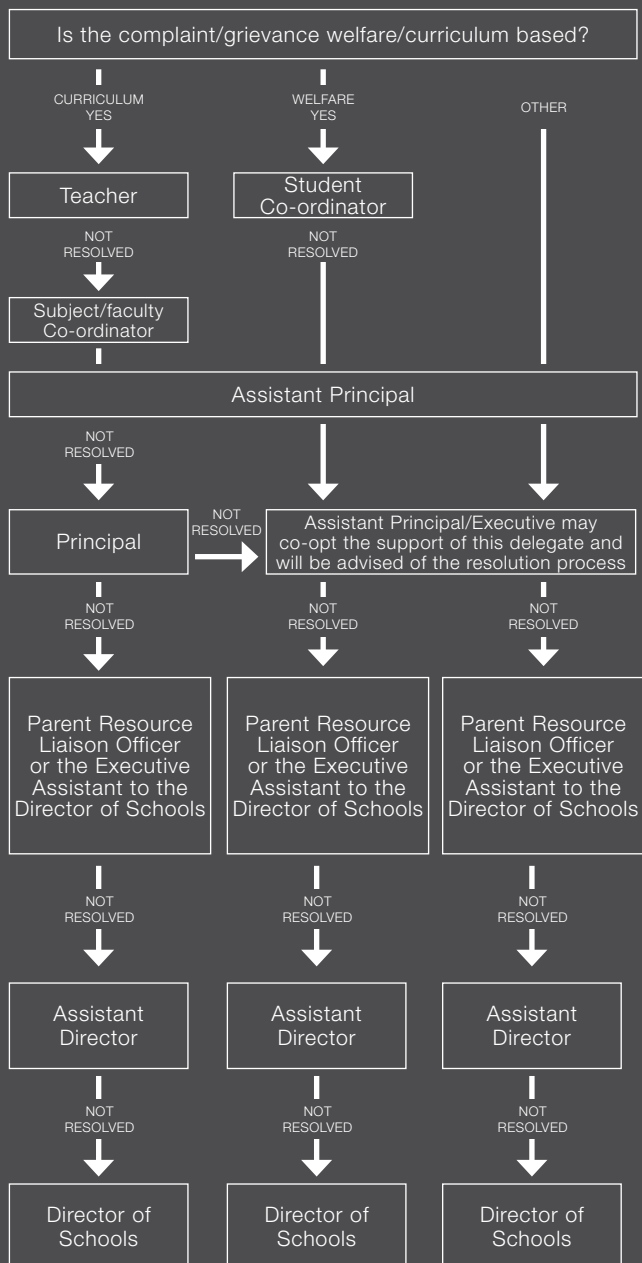 Is the complaint/grievance welfare/curriculum based?
CURRICULUM
YES
WELFARE
YES
OTHER
Teacher
Student
Co-ordinator
NOT
RESOLVED
NOT
RESOLVED
Subject/faculty
Co-ordinator
Assistant Principal
NOT
RESOLVED
Principal
NOT
RESOLVED
Assistant Principal/Executive may
co-opt the support of this delegate and
will be advised of the resolution process
NOT
RESOLVED
NOT
RESOLVED
NOT
RESOLVED
Parent Resource
Liaison Officer
or the Executive
Assistant to the
Director of Schools
Parent Resource
Liaison Officer
or the Executive
Assistant to the
Director of Schools
Parent Resource
Liaison Officer
or the Executive
Assistant to the
Director of Schools
NOT
RESOLVED
NOT
RESOLVED
NOT
RESOLVED
Assistant
Director
Assistant
Director
Assistant
Director
NOT
RESOLVED
NOT
RESOLVED
NOT
RESOLVED
Director of
Schools
Director of
Schools
Director of
Schools